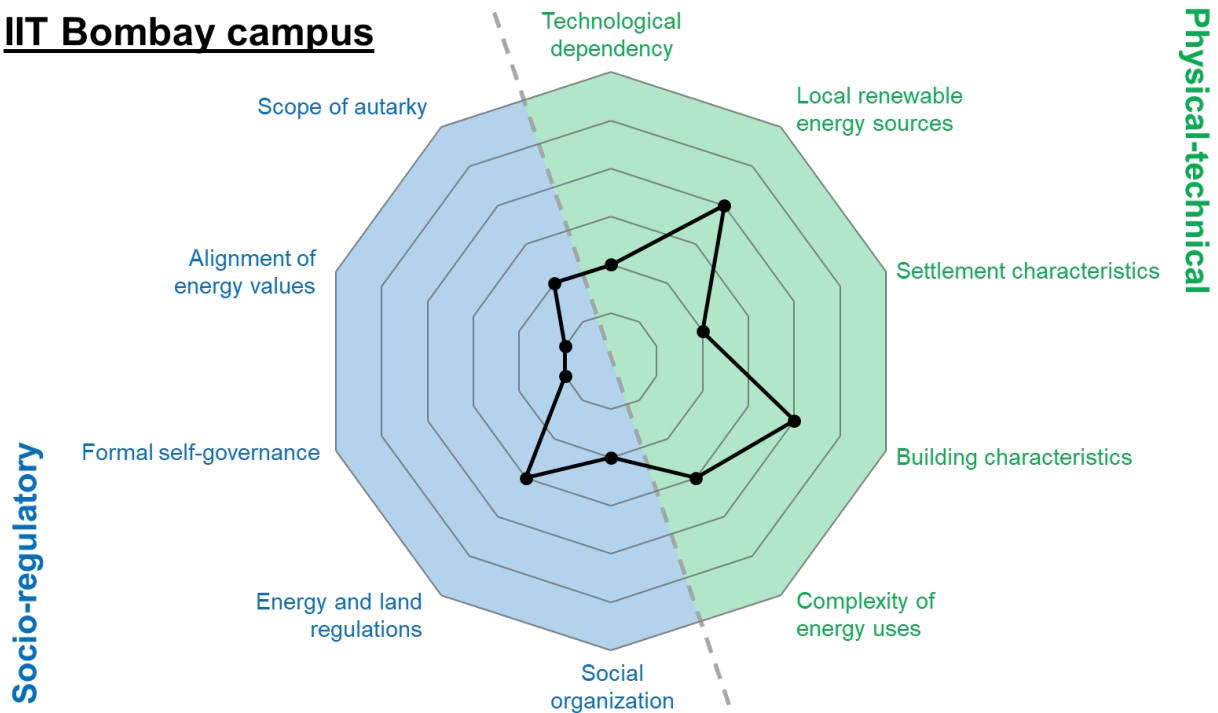 IIT Bombay campus
Technological
dependency
Local renewable
energy sources
Settlement characteristics
Building characteristics
Complexity of
energy uses
Social
organization
Energy and land
regulations
Formal self-governance
Alignment of
energy values
Scope of autarky
Physical-technical
Socio-regulatory